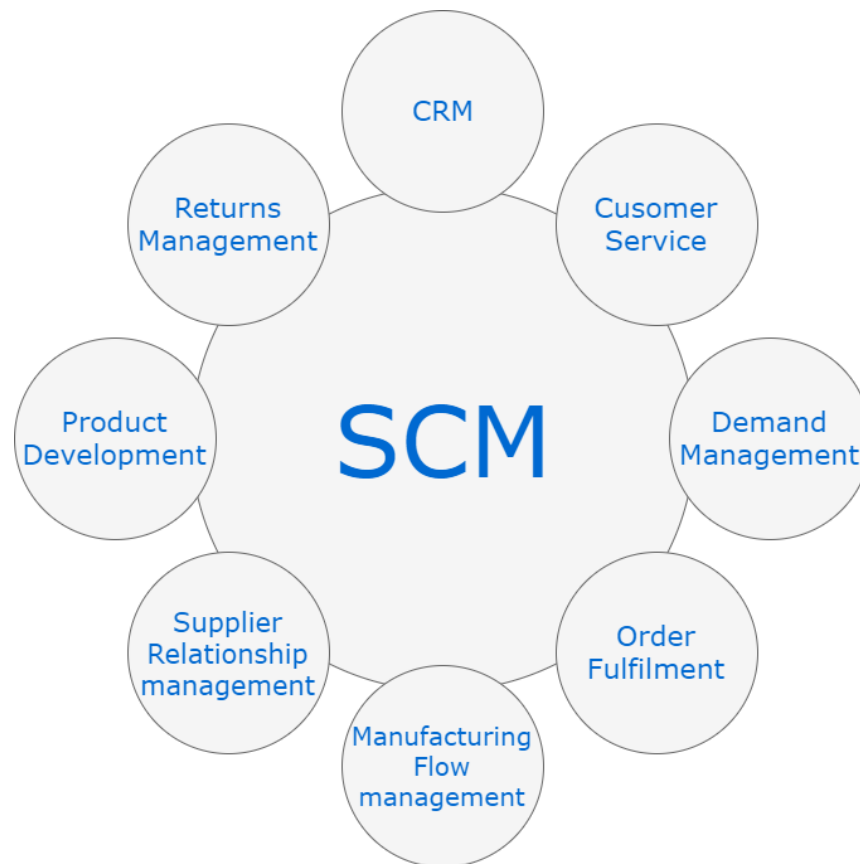 CRM
Returns
Management
Cusomer
Service
Product
Development
SCM
Demand
Management
Supplier
Relationship
management
Order
Fulfilment
Manufacturing
Flow
management